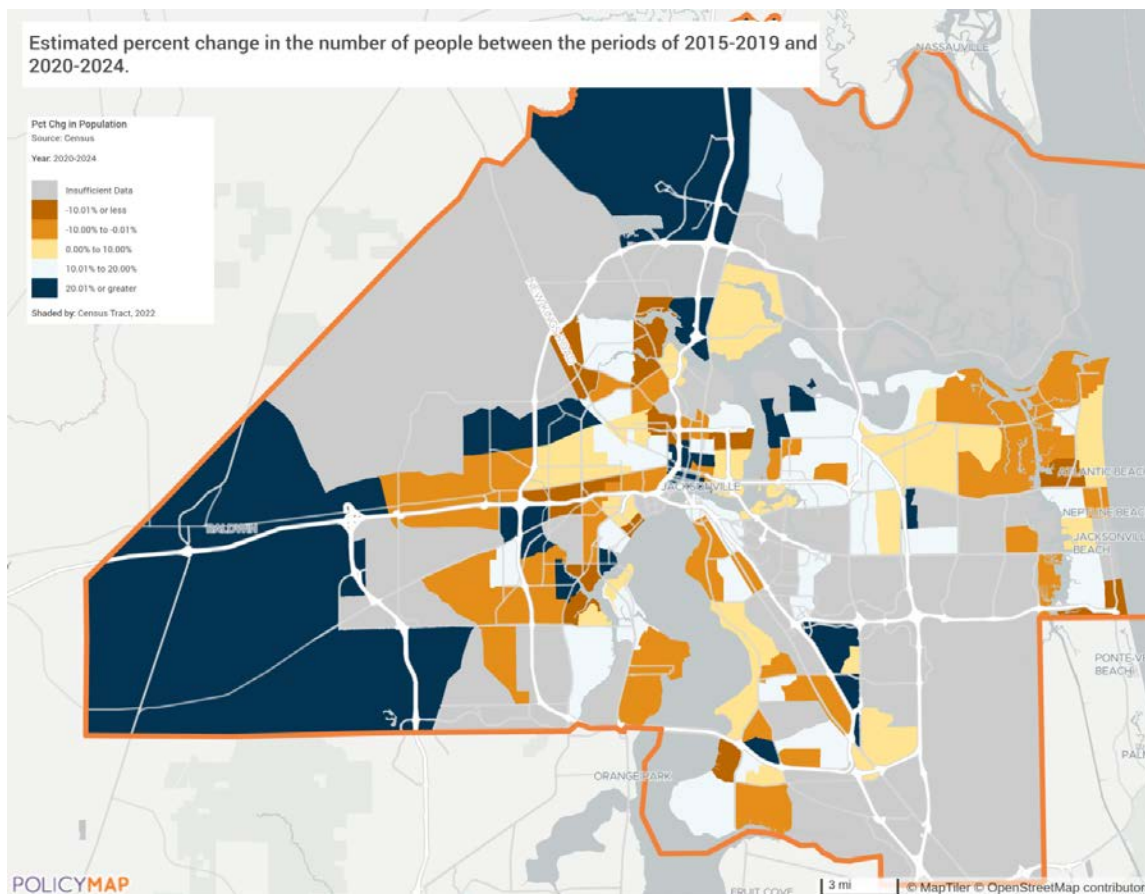 Estimated percent change in the number of people between the periods of 2015-2019 and
2020-2024.
NASSAUVILLE
Pct Chg in Population
Source: Census
Year: 2020-2024
Insufficient Data
-10.01% or less
-10.00% to -0.01%
0.00% to 10.00%
10.01% to 20.00%
20.01% or greater
Shaded by: Census Tract, 2022
ATLANTIC BEACH
JACKSONVILLE
NEPTUNE BEACH
BALDWIN
JACKSONVILLE
BEACH
PONTE VE
BEACH
PAL
ORANGE PARK
FRUIT COVE
3 mi
© MapTiler © OpenStreetMap contributor
POLICYMAP